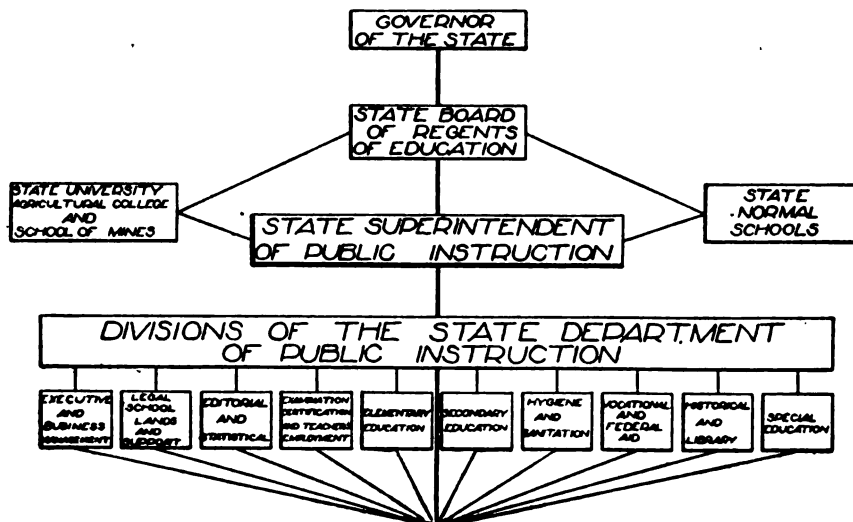 GOVERNOR
OF THE STATE
STATE BOARD
OF REGENTS
OF EDUCATION
STATE UNIVERSITY
AGRICULTURAL COLLEGE
AND
SCHOOL OF MINES
STATE SUPERINTENDENT
OF PUBLIC INSTRUCTION
STATE
NORMAL
SCHOOLS
DIVISIONS OF THE STATE DEPARTMENT
OF PUBLIC INSTRUCTION
EXECUTIVE
AND
BUSINESS
MANAGEMENT
LEGAL
SCHOOL
LANDS
AND
SUPPORT
EDITORIAL
AND
STATISTICAL
EXAMINATION
CERTIFICATION
AND TEACHERS
EMPLOYMENT
ELEMENTARY
EDUCATION
SECONDARY
EDUCATION
HYGIENE
AND
SANITATION
VOCATIONAL
AND
FEDERAL
AID
HISTORICAL
AND
LIBRARY
SPECIAL
EDUCATION